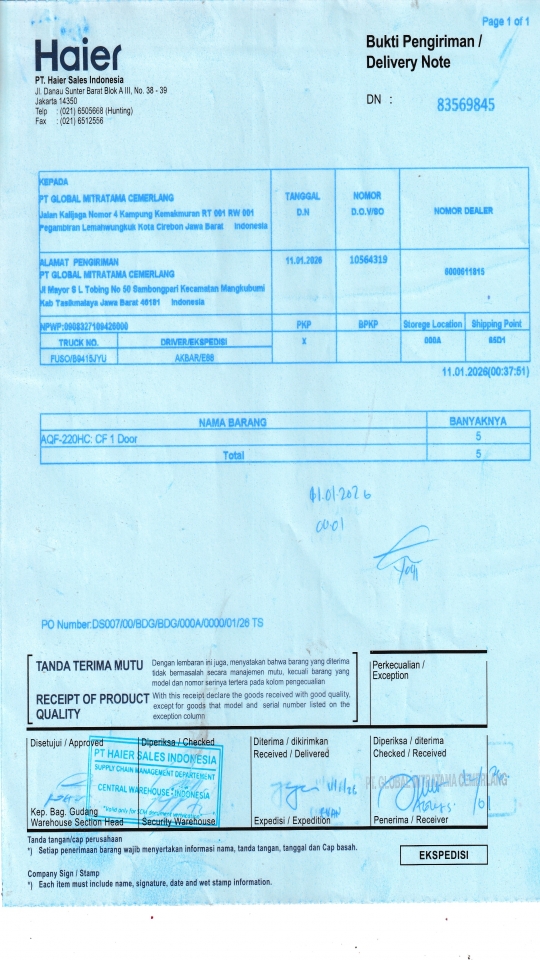 Page 1 of 1
Haier
PT. Haier Sales Indonesia
Jl. Danau Sunter Barat Blok A III, No. 38 - 39
Jakarta 14350
Telp : (021) 6505668 (Hunting)
Fax : (021) 6512556
Bukti Pengiriman /
Delivery Note
DN : 83569845
KEPADA
PT GLOBAL MITRATAMA CEMERLANG
Jalan Kalijaga Nomor 4 Kampung Kemakmuran RT 001 RW 001
Pegambiran Lemahwungkuk Kota Cirebon Jawa Barat Indonesia
TANGGAL
D.N
NOMOR
D.O.V/SO
NOMOR DEALER
ALAMAT PENGIRIMAN
PT GLOBAL MITRATAMA CEMERLANG
Jl Mayor S L Tobing No 50 Sambongpari Kecamatan Mangkubumi
Kab Tasikmalaya Jawa Barat 46181 Indonesia
11.01.2026
10564319
6000611815
NPWP:0908327109426000
PKP
BPKP
Storege Location
Shipping Point
TRUCK NO.
DRIVER/EKSPEDISI
X
000A
65D1
FUSO/B9415JYU
AKBAR/E88
11.01.2026(00:37:51)
NAMA BARANG
BANYAKNYA
AQF-220HC: CF 1 Door
5
Total
5
11.01.2026
00.01
PO Number:DS007/00/BDG/BDG/000A/0000/01/26 TS
TANDA TERIMA MUTU
Dengan lembaran ini juga, menyatakan bahwa barang yang diterima
tidak bermasalah secara manajemen mutu, kecuali barang yang
model dan nomor serinya tertera pada kolom pengecualian
RECEIPT OF PRODUCT
QUALITY
With this receipt declare the goods received with good quality,
except for goods that model and serial number listed on the
exception column
Perkecualian /
Exception
Disetujui / Approved
Diperiksa / Checked
Diterima / dikirimkan
Received / Delivered
Diperiksa / diterima
Checked / Received
PT HAIER SALES INDONESIA
SUPPLY CHAIN MANAGEMENT DEPARTEMENT
CENTRAL WAREHOUSE - INDONESIA
PT. GLOBAL MITRATAMA CEMERLANG
Kep. Bag. Gudang
Warehouse Section Head
Security Warehouse
Expedisi / Expedition
Penerima / Receiver
Tanda tangan/cap perusahaan
*) Setiap penerimaan barang wajib menyertakan informasi nama, tanda tangan, tanggal dan Cap basah.
EKSPEDISI
Company Sign / Stamp
*) Each item must include name, signature, date and wet stamp information.